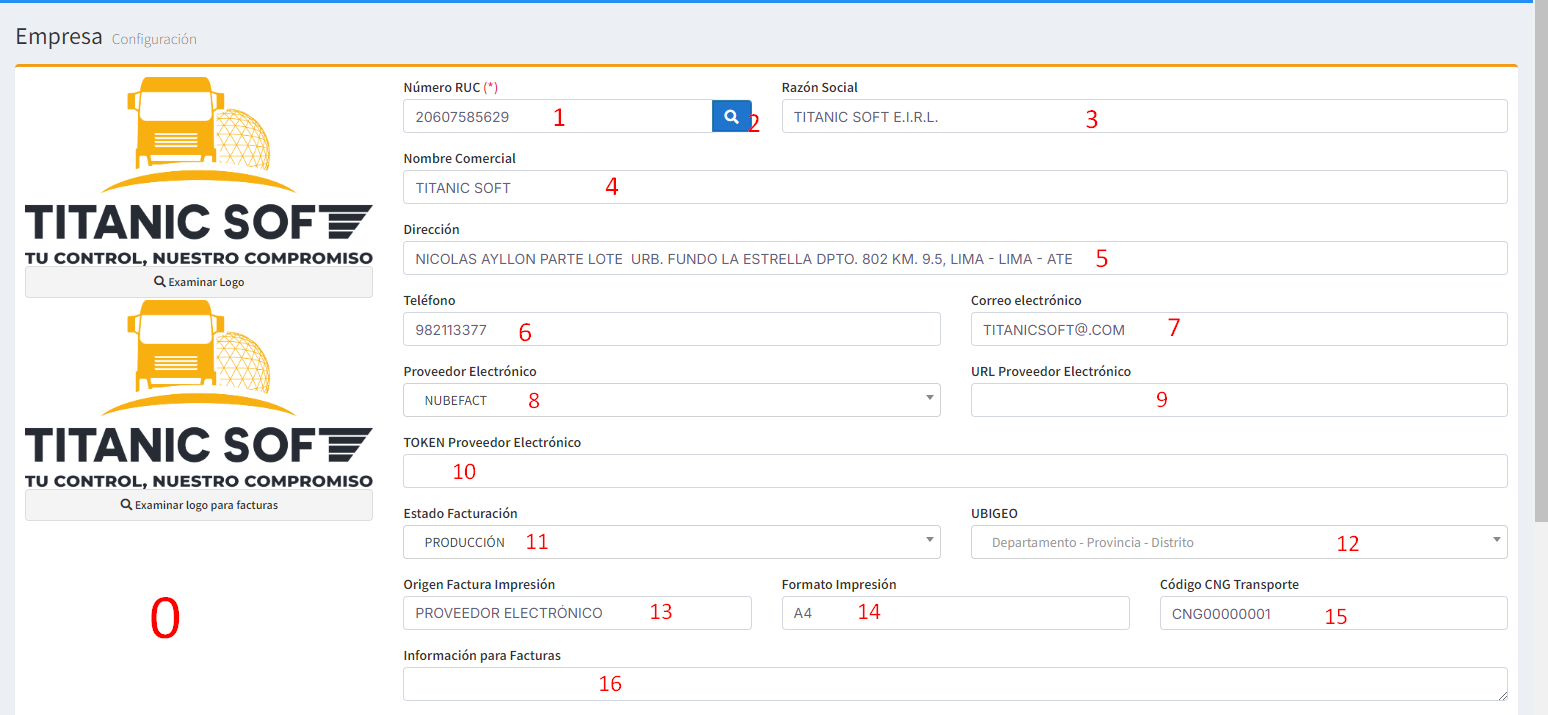 Empresa Configuración
TITANIC SOFT
TU CONTROL, NUESTRO COMPROMISO
Examinar Logo
TITANIC SOFT
TU CONTROL, NUESTRO COMPROMISO
Examinar logo para facturas
0
Número RUC (*) Razón Social
20607585629 1 2 TITANIC SOFT E.I.R.L. 3
Nombre Comercial
TITANIC SOFT 4
Dirección
NICOLAS AYLLON PARTE LOTE URB. FUNDO LA ESTRELLA DPTO. 802 KM. 9.5, LIMA - LIMA - ATE 5
Teléfono Correo electrónico
982113377 6 TITANICSOFT@.COM 7
Proveedor Electrónico URL Proveedor Electrónico
NUBEFACT 8 9
TOKEN Proveedor Electrónico
10
Estado Facturación UBIGEO
PRODUCCIÓN 11 Departamento - Provincia - Distrito 12
Origen Factura Impresión Formato Impresión Código CNG Transporte
PROVEEDOR ELECTRÓNICO 13 A4 14 CNG00000001 15
Información para Facturas
16